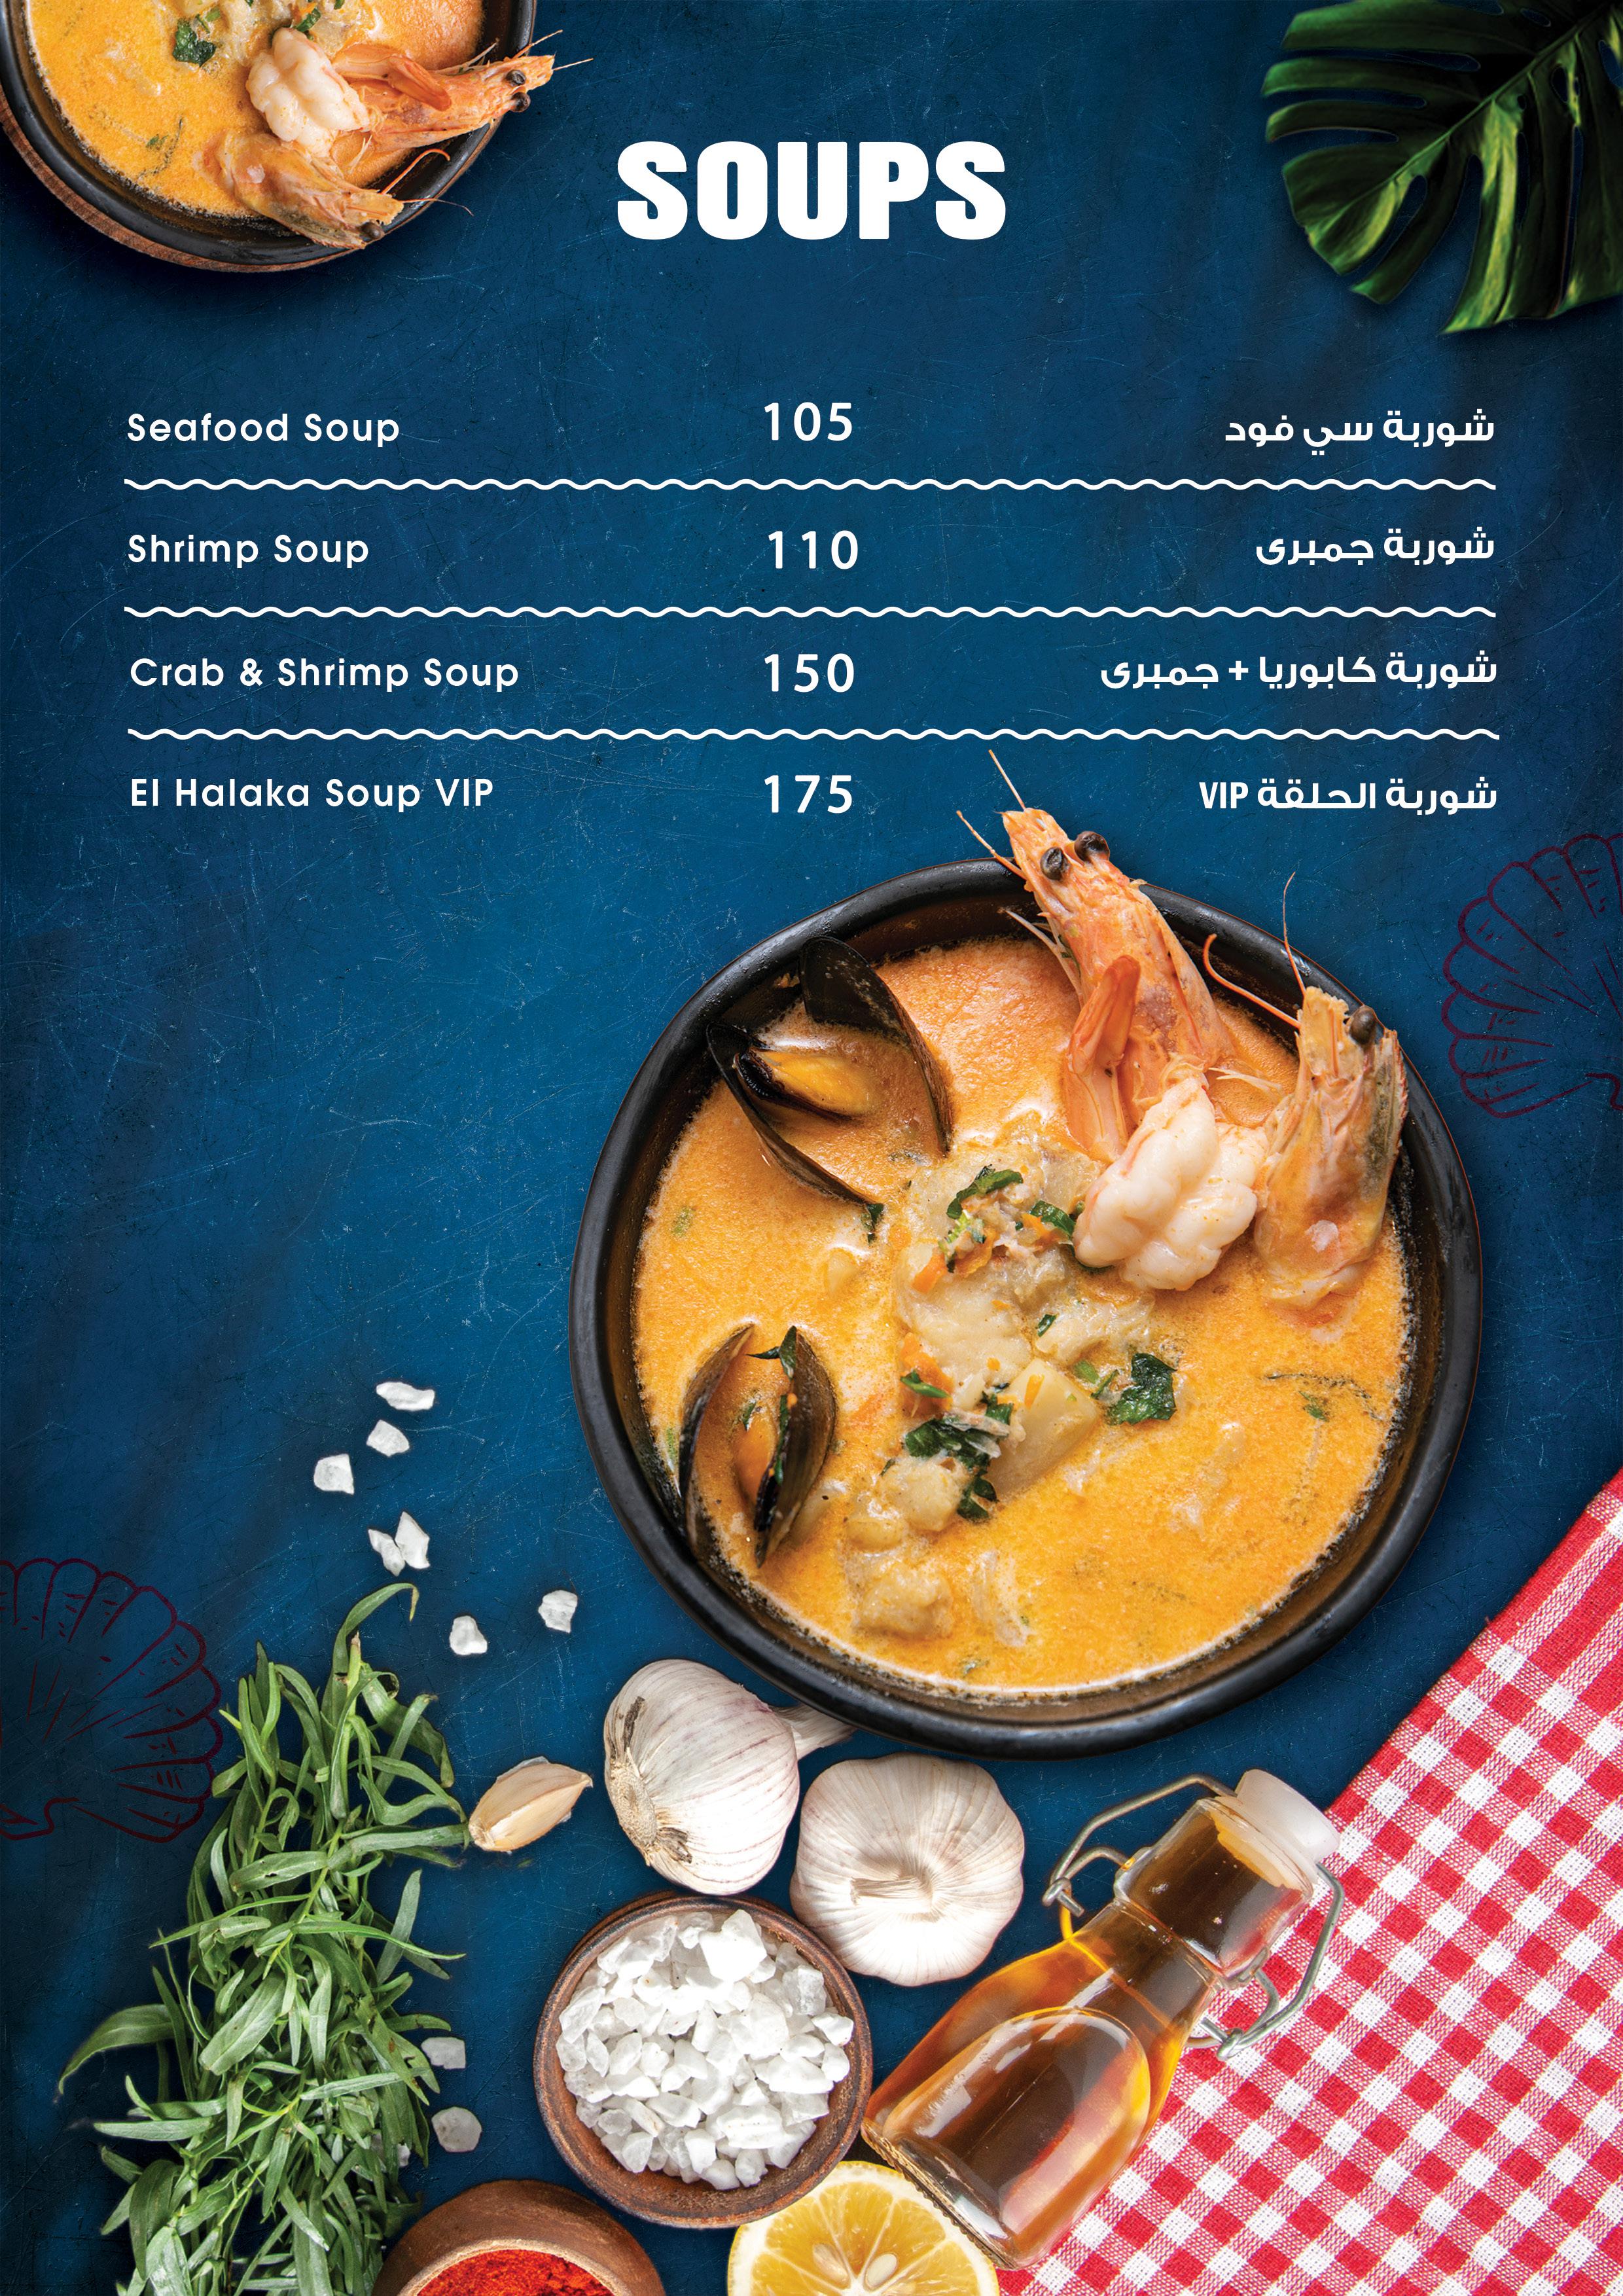 SOUPS
Seafood Soup 105 شوربة سي فود
Shrimp Soup 110 شوربة جمبرى
Crab & Shrimp Soup 150 شوربة كابوريا + جمبرى
El Halaka Soup VIP 175 شوربة الحلقة VIP